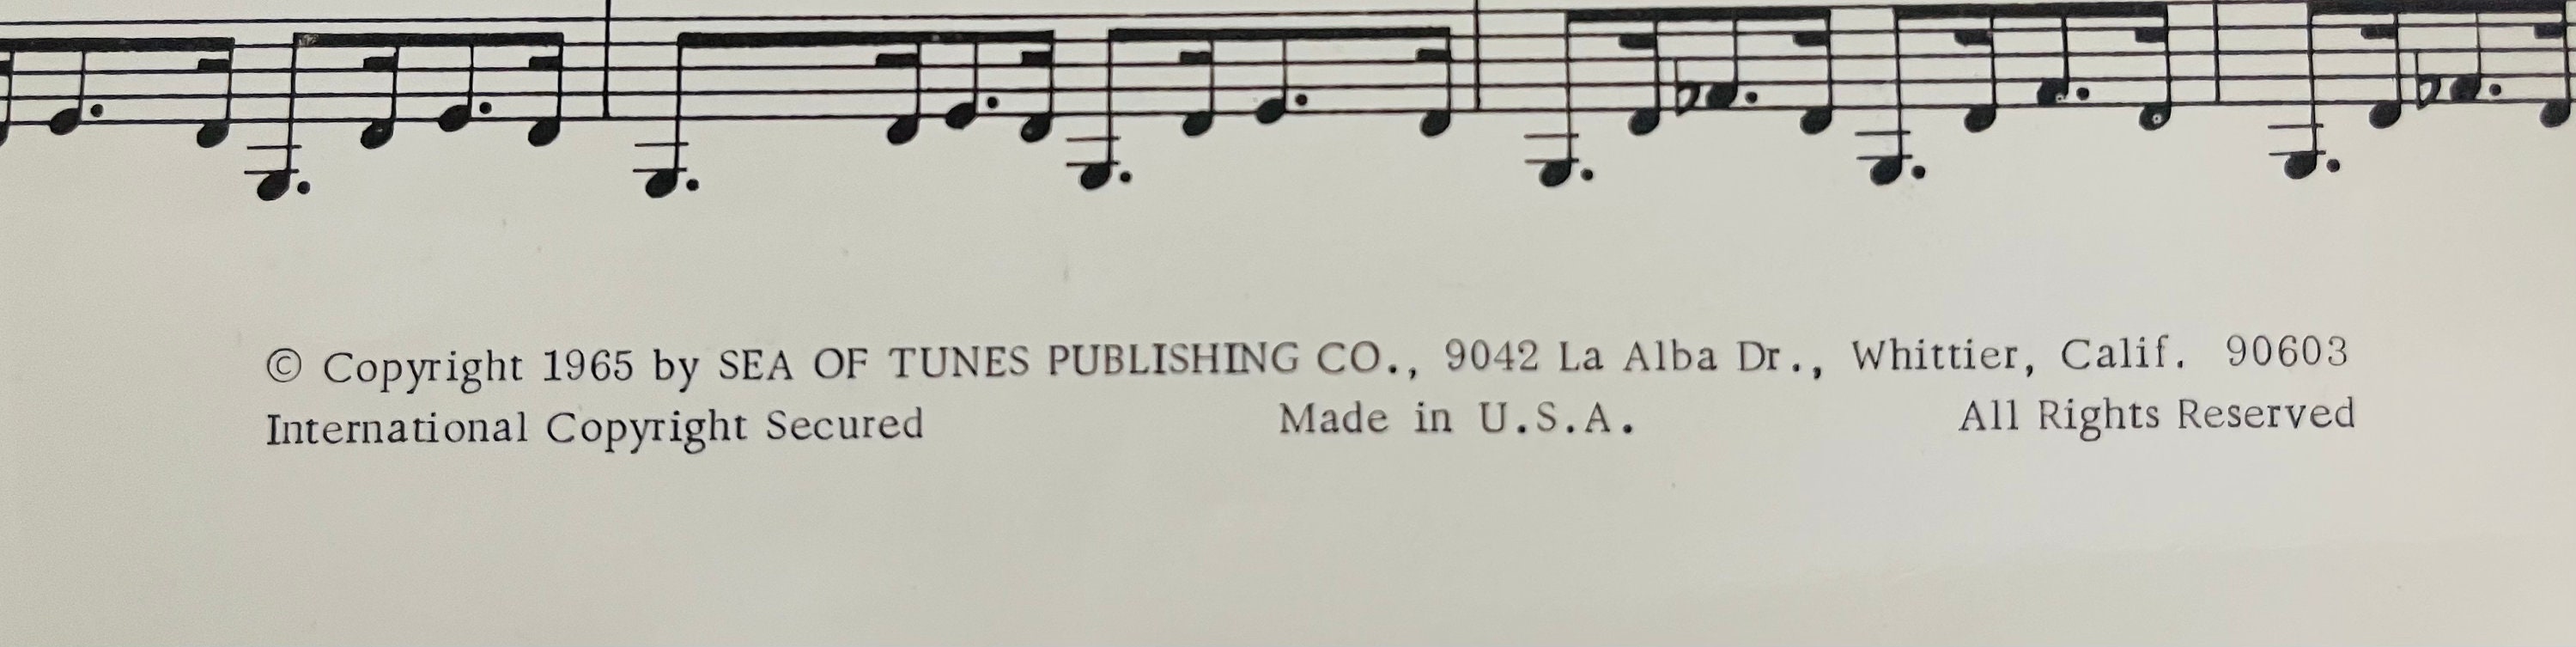 © Copyright 1965 by SEA OF TUNES PUBLISHING CO., 9042 La Alba Dr., Whittier, Calif. 90603
International Copyright Secured Made in U.S.A. All Rights Reserved